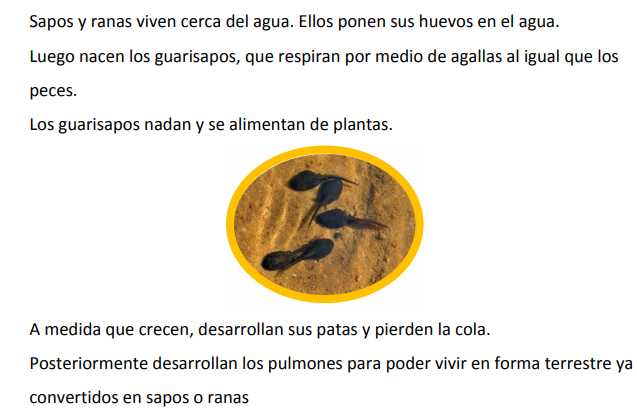 Sapos y ranas viven cerca del agua. Ellos ponen sus huevos en el agua.
Luego nacen los guarisapos, que respiran por medio de agallas al igual que los
peces.
Los guarisapos nadan y se alimentan de plantas.
A medida que crecen, desarrollan sus patas y pierden la cola.
Posteriormente desarrollan los pulmones para poder vivir en forma terrestre ya
convertidos en sapos o ranas